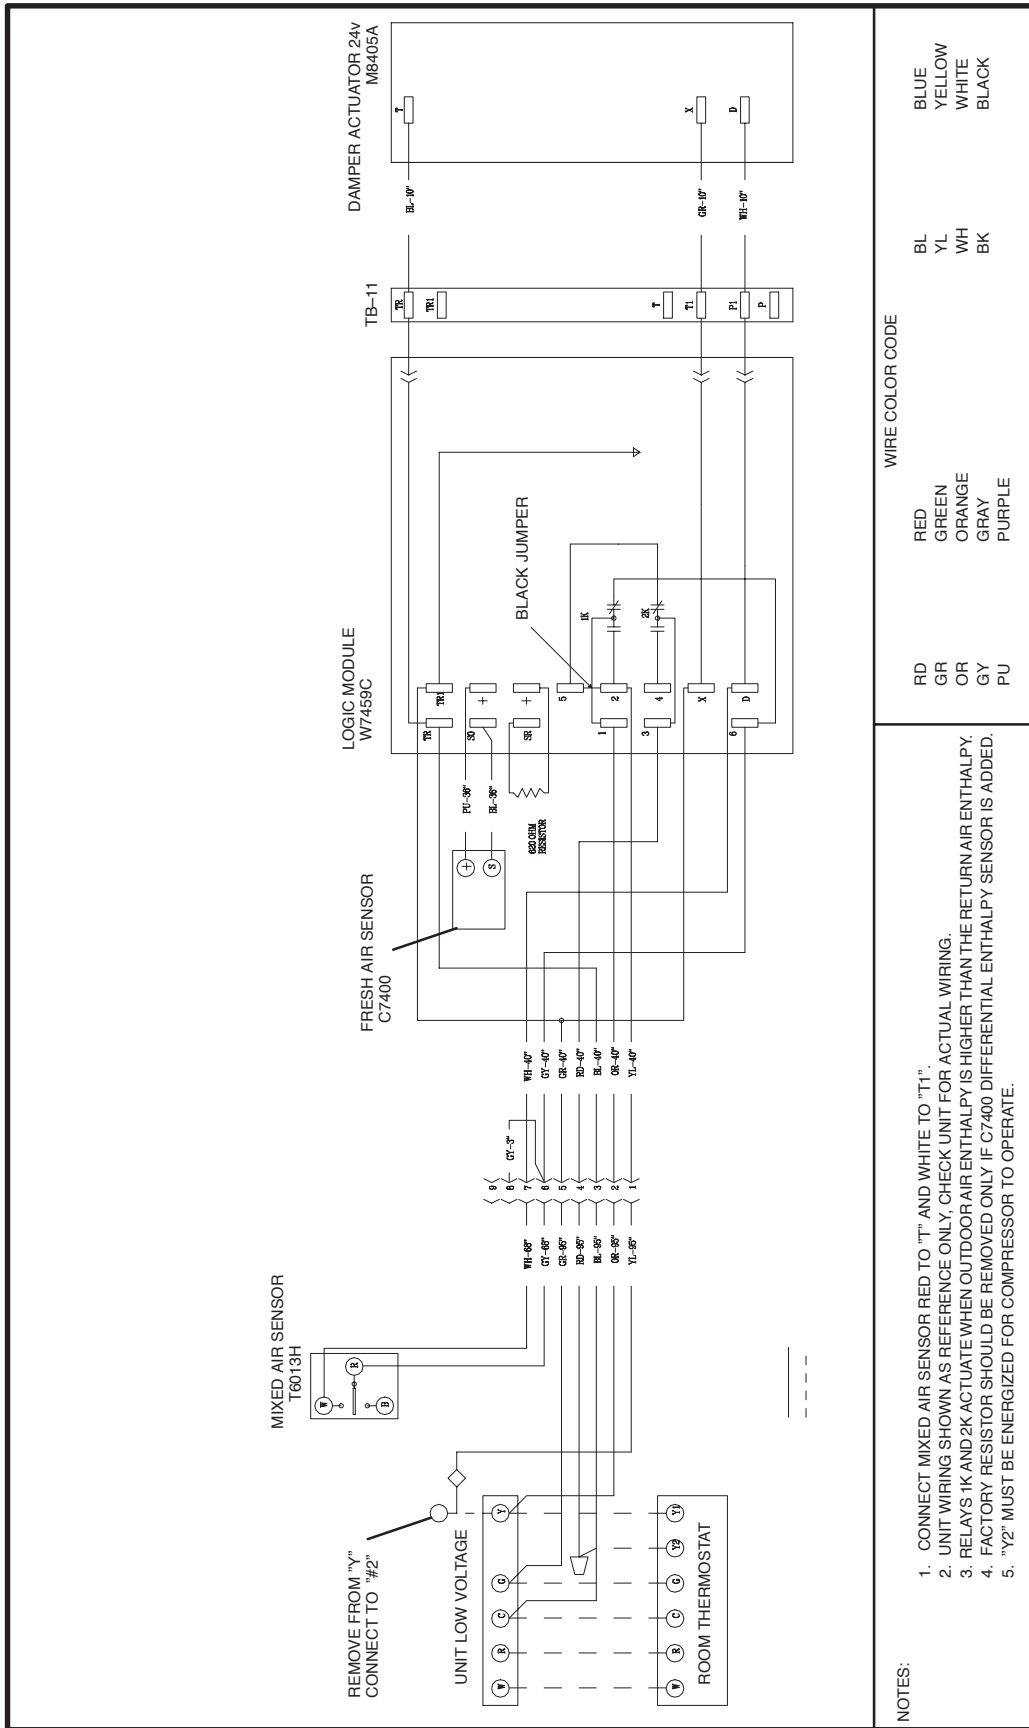 DAMPER ACTUATOR 24v
M8405A
T
X
D
BL-10"
GR-10"
WH-10"
TB-11
TR
TR1
T
T1
P1
P
LOGIC MODULE
W7459C
BLACK JUMPER
1K
2K
TR
TR1
SO
+
SR
+
5
1
2
3
4
X
6
D
PU-36"
BL-36"
620 OHM
RESISTOR
FRESH AIR SENSOR
C7400
+
S
WH-40"
GY-40"
GR-40"
RD-40"
BL-40"
OR-40"
YL-40"
GY-3"
9
8
7
6
5
4
3
2
1
WH-68"
GY-68"
GR-95"
RD-95"
BL-95"
OR-95"
YL-95"
MIXED AIR SENSOR
T6013H
W
R
B
REMOVE FROM "Y"
CONNECT TO "#2"
UNIT LOW VOLTAGE
W
R
C
G
Y
ROOM THERMOSTAT
W
R
C
G
Y2
Y1
NOTES:
1. CONNECT MIXED AIR SENSOR RED TO "T" AND WHITE TO "T1".
2. UNIT WIRING SHOWN AS REFERENCE ONLY, CHECK UNIT FOR ACTUAL WIRING.
3. RELAYS 1K AND 2K ACTUATE WHEN OUTDOOR AIR ENTHALPY IS HIGHER THAN THE RETURN AIR ENTHALPY.
4. FACTORY RESISTOR SHOULD BE REMOVED ONLY IF C7400 DIFFERENTIAL ENTHALPY SENSOR IS ADDED.
5. "Y2" MUST BE ENERGIZED FOR COMPRESSOR TO OPERATE.
WIRE COLOR CODE
RD RED BL BLUE
GR GREEN YL YELLOW
OR ORANGE WH WHITE
GY GRAY BK BLACK
PU PURPLE